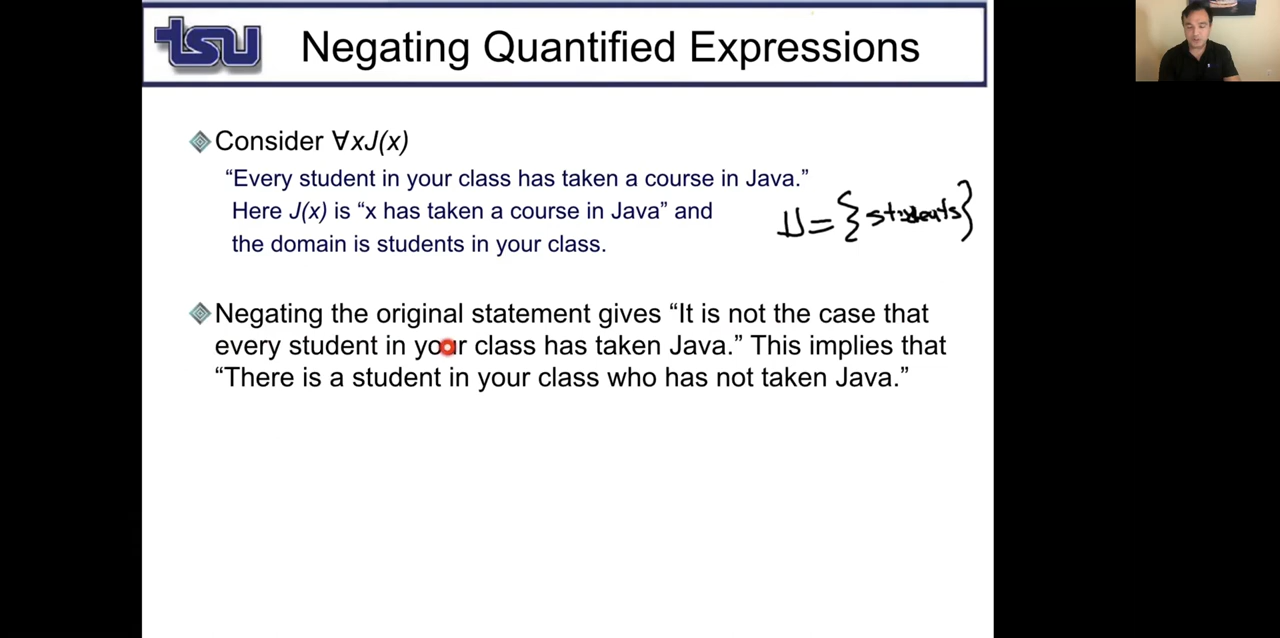 tsu Negating Quantified Expressions
Consider ∀xJ(x)
“Every student in your class has taken a course in Java.”
Here J(x) is “x has taken a course in Java” and
the domain is students in your class.
U = {students}
Negating the original statement gives “It is not the case that
every student in your class has taken Java.” This implies that
“There is a student in your class who has not taken Java.”